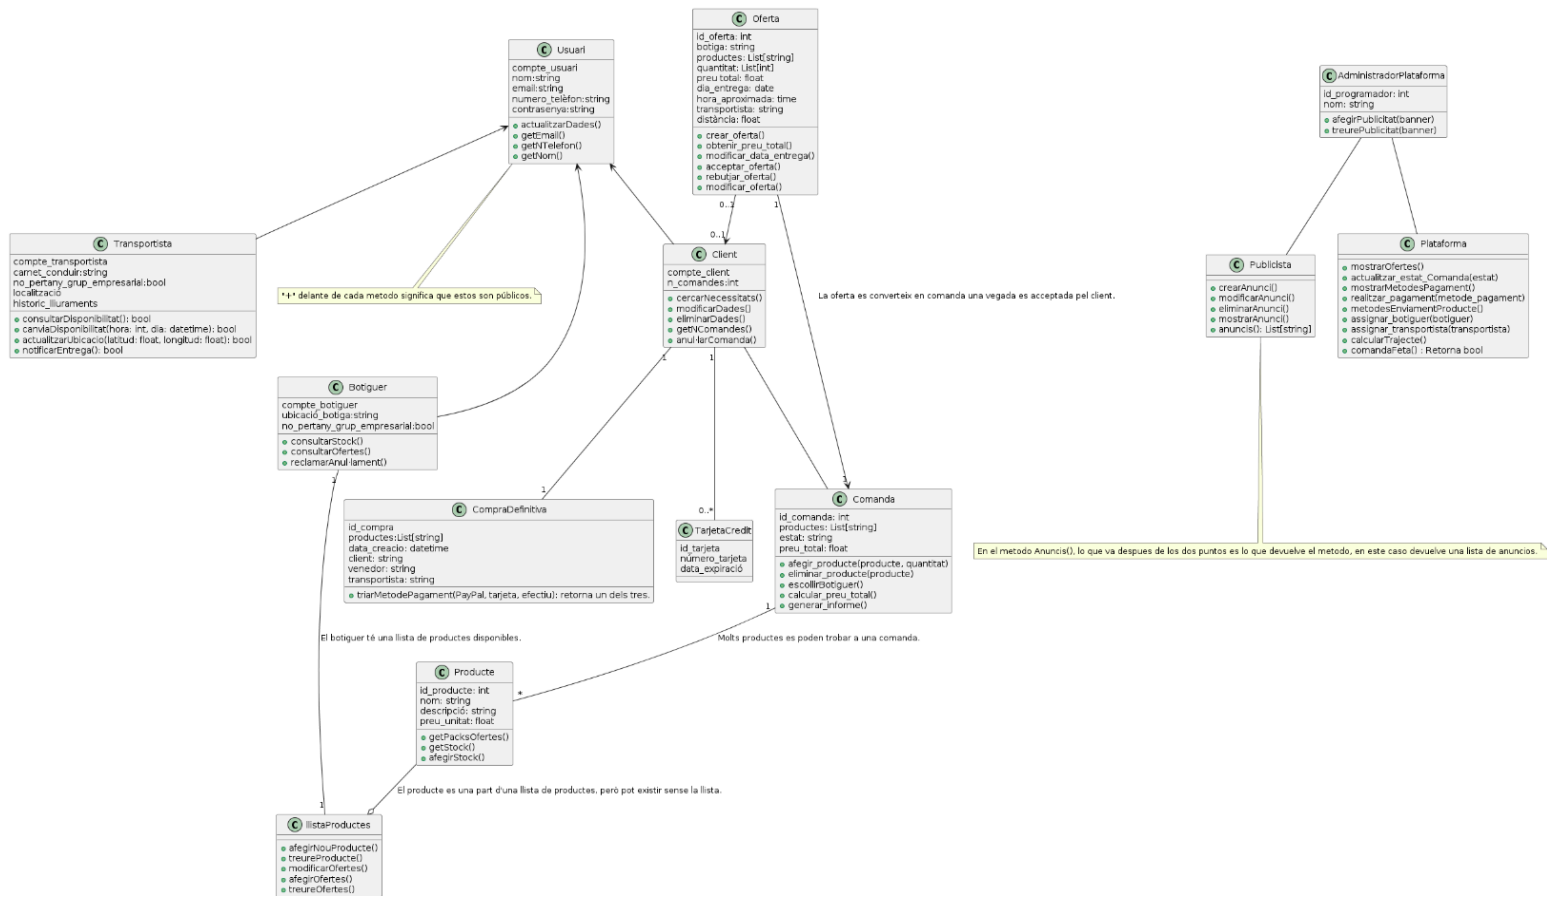 Oferta
id_oferta: int
botiga: string
productes: List[string]
quantitat: List[int]
preu total: float
dia_entrega: date
hora_aproximada: time
transportista: string
distància: float
crear_oferta()
obtenir_preu_total()
modificar_data_entrega()
acceptar_oferta()
rebutjar_oferta()
modificar_oferta()
Usuari
compte_usuari
nom:string
email:string
numero_telèfon:string
contrasenya:string
actualitzarDades()
getEmail()
getNTelefon()
getNom()
AdministradorPlataforma
id_programador: int
nom: string
afegirPublicitat(banner)
treurePublicitat(banner)
0..1
1
0..1
Transportista
compte_transportista
carnet_conduir:string
no_pertany_grup_empresarial:bool
localització
historic_lliuraments
consultarDisponibilitat(): bool
canviaDisponibilitat(hora: int, dia: datetime): bool
actualitzarUbicacio(latitud: float, longitud: float): bool
notificarEntrega(): bool
"+" delante de cada metodo significa que estos son públicos.
Client
compte_client
n_comandes:int
cercarNecessitats()
modificarDades()
eliminarDades()
getNComandes()
anul·larComanda()
La oferta es converteix en comanda una vegada es acceptada pel client.
Publicista
crearAnunci()
modificarAnunci()
eliminarAnunci()
mostrarAnunci()
anuncis(): List[string]
Plataforma
mostrarOfertes()
actualitzar_estat_Comanda(estat)
mostrarMetodesPagament()
realitzar_pagament(metode_pagament)
metodesEnviamentProducte()
assignar_botiguer(botiguer)
assignar_transportista(transportista)
calcularTrajecte()
comandaFeta() : Retorna bool
1
1
Botiguer
compte_botiguer
ubicació_botiga:string
no_pertany_grup_empresarial:bool
consultarStock()
consultarOfertes()
reclamarAnul·lament()
1
1
0..*
1
CompraDefinitiva
id_compra
productes:List[string]
data_creacio: datetime
client: string
venedor: string
transportista: string
triarMetodePagament(PayPal, tarjeta, efectiu): retorna un dels tres.
TarjetaCredit
id_tarjeta
número_tarjeta
data_expiració
Comanda
id_comanda: int
productes: List[string]
estat: string
preu_total: float
afegir_producte(producte, quantitat)
eliminar_producte(producte)
escollirBotiguer()
calcular_preu_total()
generar_informe()
En el metodo Anuncis(), lo que va despues de los dos puntos es lo que devuelve el metodo, en este caso devuelve una lista de anuncios.
1
El botiguer té una llista de productes disponibles.
Molts productes es poden trobar a una comanda.
*
Producte
id_producte: int
nom: string
descripció: string
preu_unitat: float
getPacksOfertes()
getStock()
afegirStock()
El producte es una part d'una llista de productes, però pot existir sense la llista.
1
llistaProductes
afegirNouProducte()
treureProducte()
modificarOfertes()
afegirOfertes()
treureOfertes()